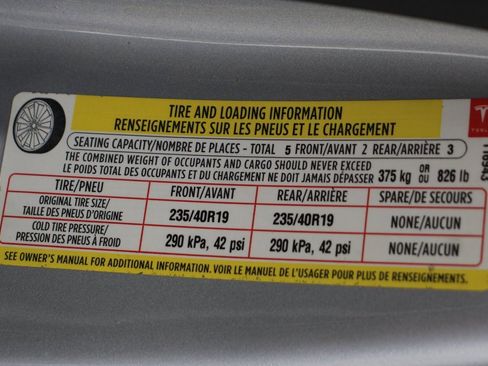 TIRE AND LOADING INFORMATION
RENSEIGNEMENTS SUR LES PNEUS ET LE CHARGEMENT
SEATING CAPACITY/NOMBRE DE PLACES - TOTAL 5 FRONT/AVANT 2 REAR/ARRIÈRE 3
THE COMBINED WEIGHT OF OCCUPANTS AND CARGO SHOULD NEVER EXCEED
LE POIDS TOTAL DES OCCUPANTS ET DU CHARGEMENT NE DOIT JAMAIS DÉPASSER 375 kg OR OU 826 lb
TIRE/PNEU FRONT/AVANT REAR/ARRIÈRE SPARE/DE SECOURS
ORIGINAL TIRE SIZE/
TAILLE DES PNEUS D'ORIGINE 235/40R19 235/40R19 NONE/AUCUN
COLD TIRE PRESSURE/
PRESSION DES PNEUS À FROID 290 kPa, 42 psi 290 kPa, 42 psi NONE/AUCUN
SEE OWNER'S MANUAL FOR ADDITIONAL INFORMATION. VOIR LE MANUEL DE L'USAGER POUR PLUS DE RENSEIGNEMENTS.